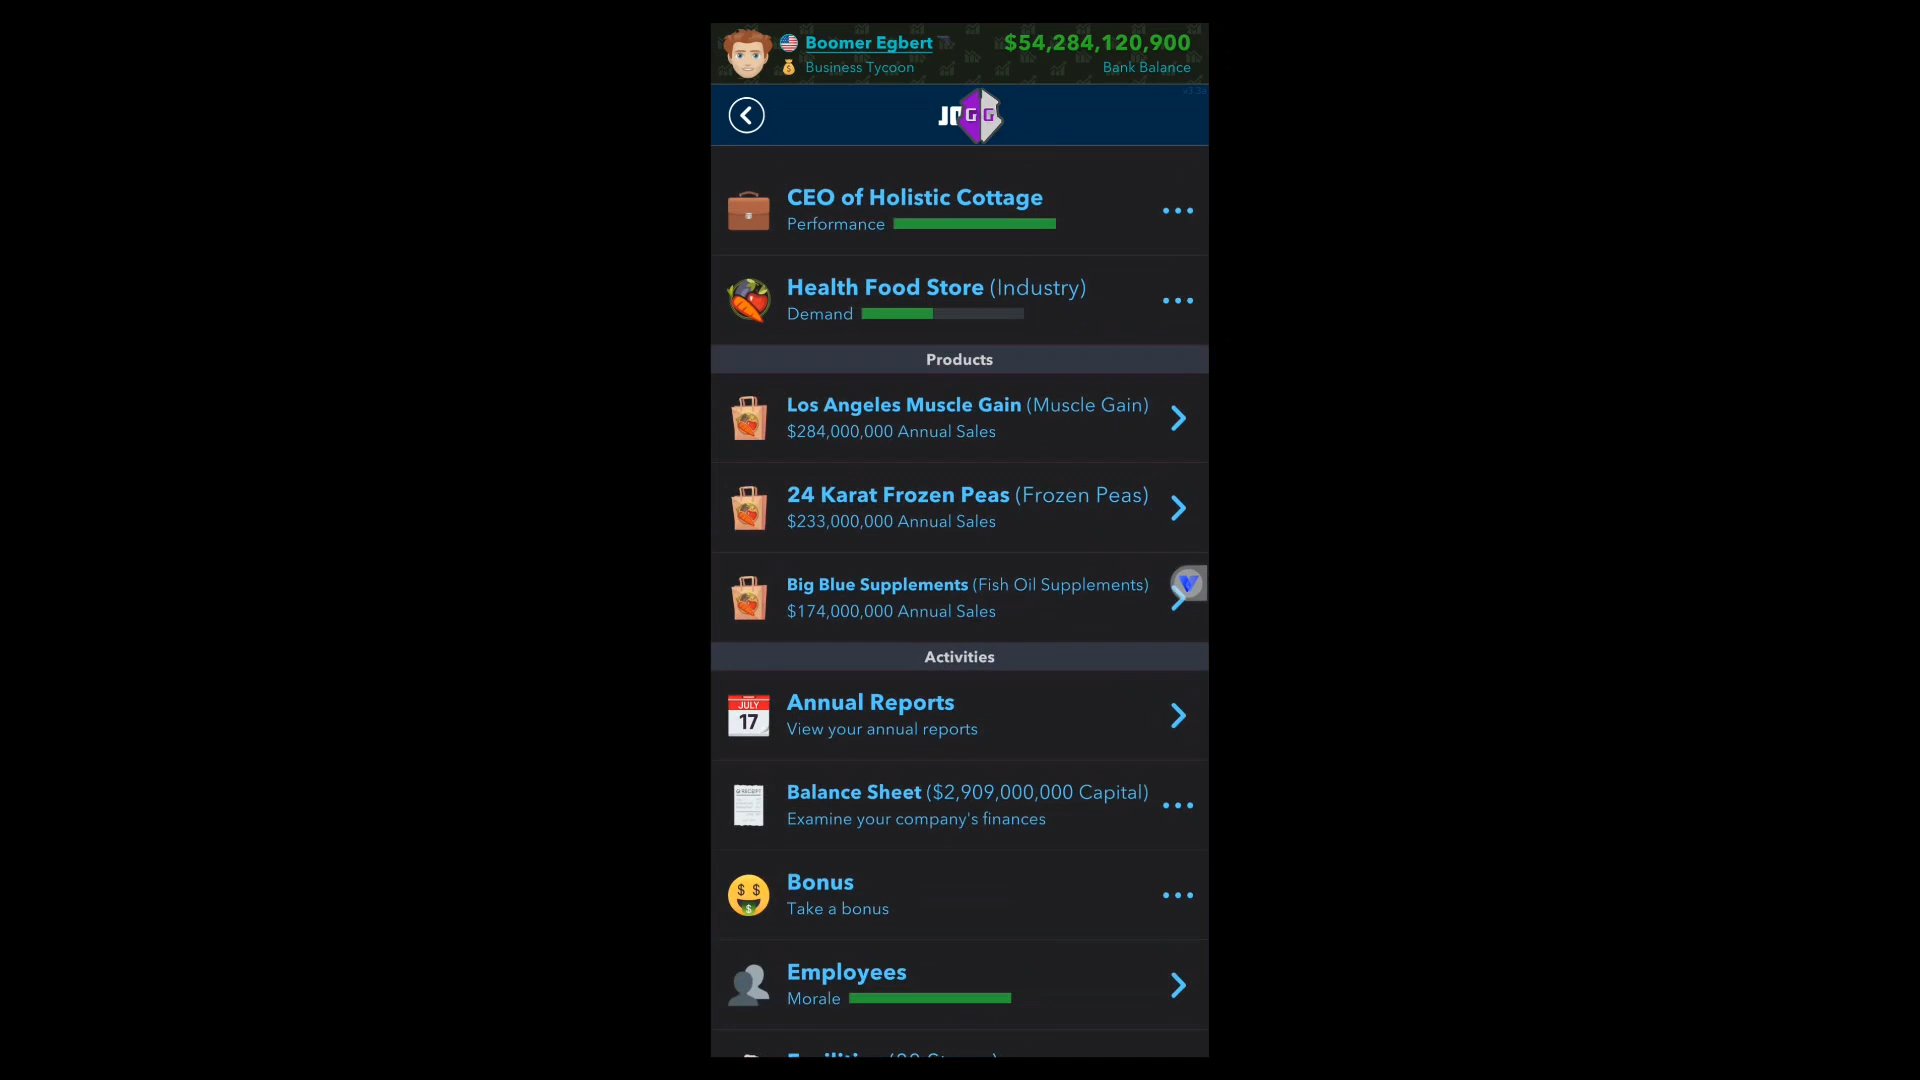 Boomer Egbert
$54,284,120,900
Business Tycoon
Bank Balance
GG
CEO of Holistic Cottage
Performance
Health Food Store (Industry)
Demand
Products
Los Angeles Muscle Gain (Muscle Gain)
$284,000,000 Annual Sales
24 Karat Frozen Peas (Frozen Peas)
$233,000,000 Annual Sales
Big Blue Supplements (Fish Oil Supplements)
$174,000,000 Annual Sales
Activities
JULY
17
Annual Reports
View your annual reports
Balance Sheet ($2,909,000,000 Capital)
RECEIPT
Examine your company's finances
Bonus
Take a bonus
Employees
Morale